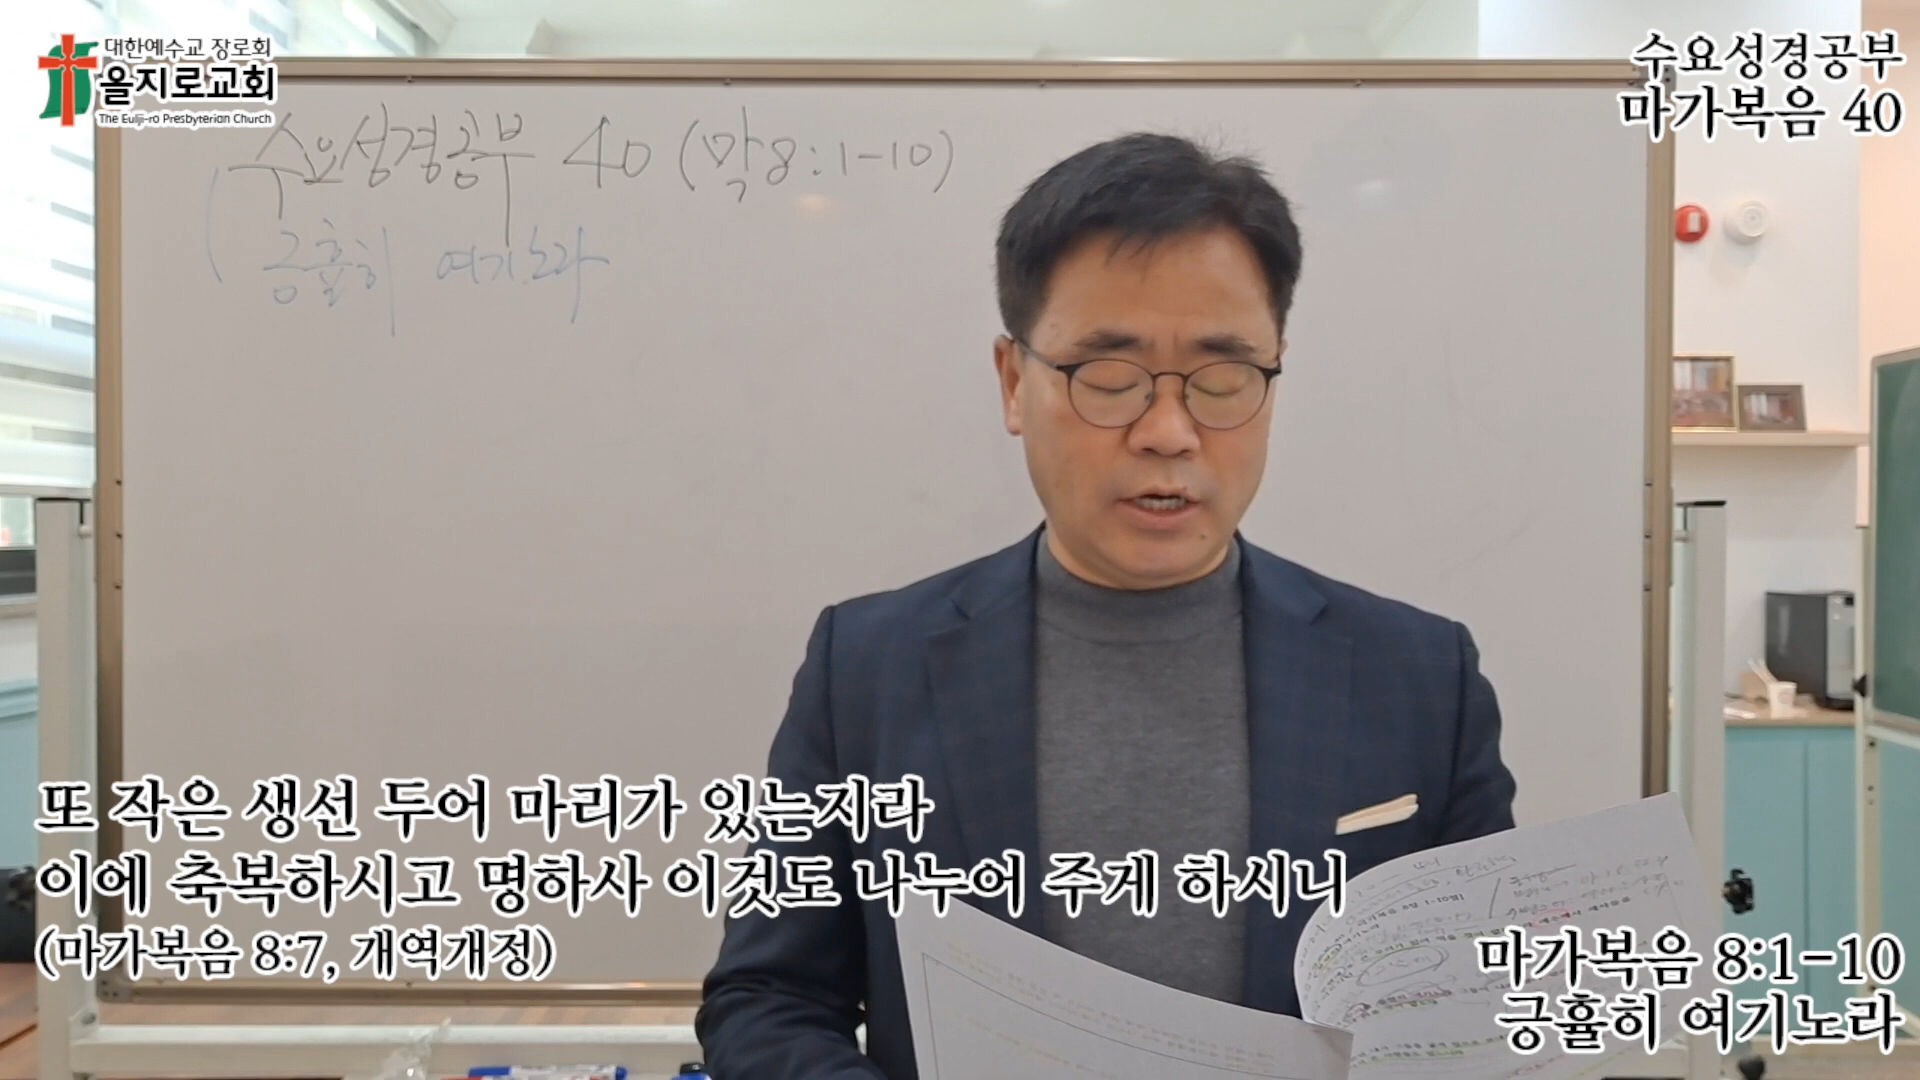 대한예수교 장로회
을지로교회
The Eulji-ro Presbyterian Church
수요성경공부
마가복음 40
수요성경공부 40 (막8:1-10)
긍휼히 여기노라
또 작은 생선 두어 마리가 있는지라
이에 축복하시고 명하사 이것도 나누어 주게 하시니
(마가복음 8:7, 개역개정)
마가복음 8:1-10
긍휼히 여기노라